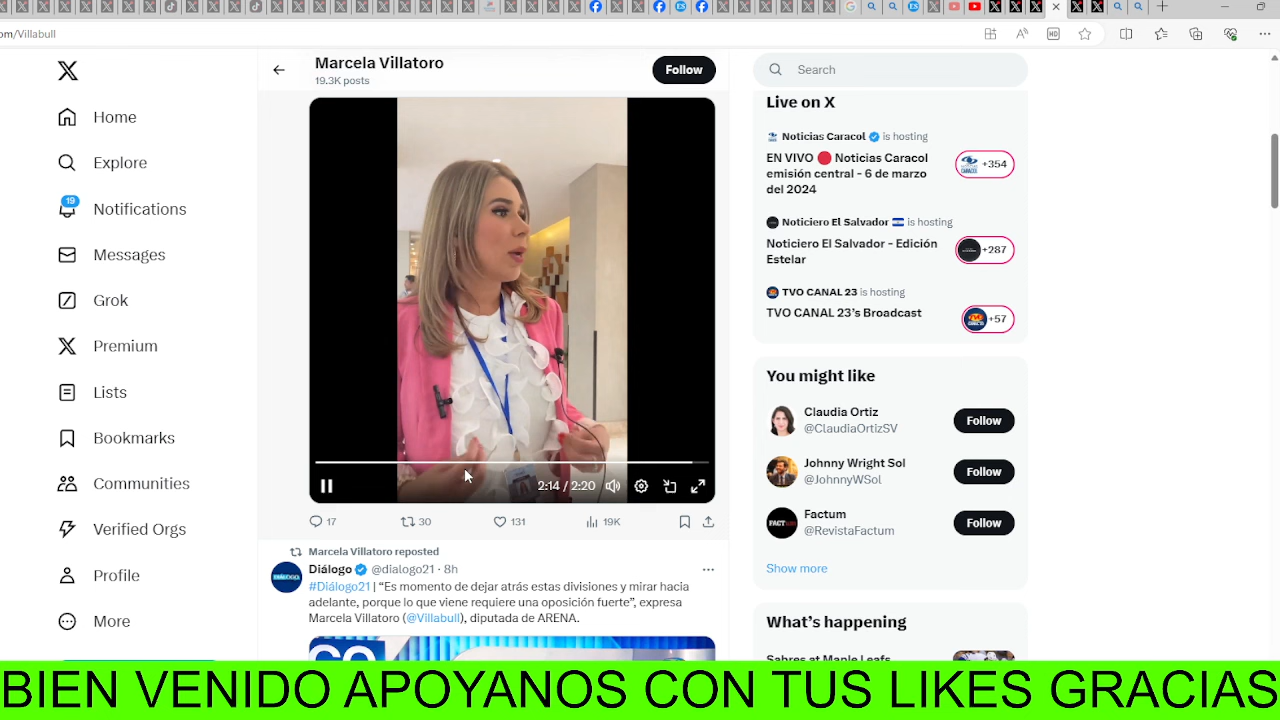 om/Villabull
Marcela Villatoro
19.3K posts
Follow
Search
Home
Explore
19
Notifications
Messages
Grok
Premium
Lists
Bookmarks
Communities
Verified Orgs
Profile
More
2:14 / 2:20
17
30
131
19K
Marcela Villatoro reposted
Diálogo @dialogo21 · 8h
#Diálogo21 | “Es momento de dejar atrás estas divisiones y mirar hacia
adelante, porque lo que viene requiere una oposición fuerte”, expresa
Marcela Villatoro (@Villabull), diputada de ARENA.
Live on X
Noticias Caracol is hosting
EN VIVO 🔴 Noticias Caracol
emisión central - 6 de marzo
del 2024
+354
Noticiero El Salvador 🇸🇻 is hosting
Noticiero El Salvador - Edición
Estelar
+287
TVO CANAL 23 is hosting
TVO CANAL 23’s Broadcast
+57
You might like
Claudia Ortiz
@ClaudiaOrtizSV
Follow
Johnny Wright Sol
@JohnnyWSol
Follow
Factum
@RevistaFactum
Follow
Show more
What’s happening
Sabres at Maple Leafs
BIEN VENIDO APOYANOS CON TUS LIKES GRACIAS